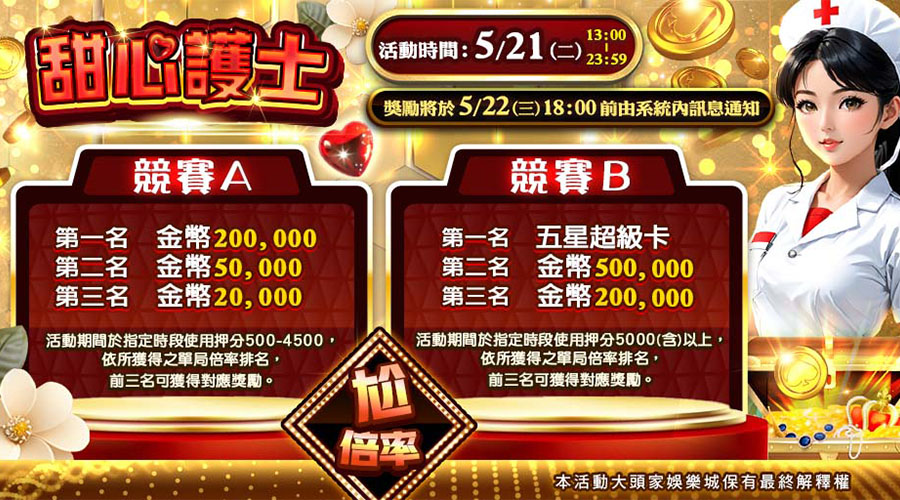 甜心護士
活動時間：5/21(二) 13:00-23:59
獎勵將於5/22(三)18:00前由系統內訊息通知
競賽A
第一名 金幣200,000
第二名 金幣50,000
第三名 金幣20,000
活動期間於指定時段使用押分500-4500，
依所獲得之單局倍率排名，
前三名可獲得對應獎勵。
競賽B
第一名 五星超級卡
第二名 金幣500,000
第三名 金幣200,000
活動期間於指定時段使用押分5000(含)以上，
依所獲得之單局倍率排名，
前三名可獲得對應獎勵。
尬
倍率
本活動大頭家娛樂城保有最終解釋權